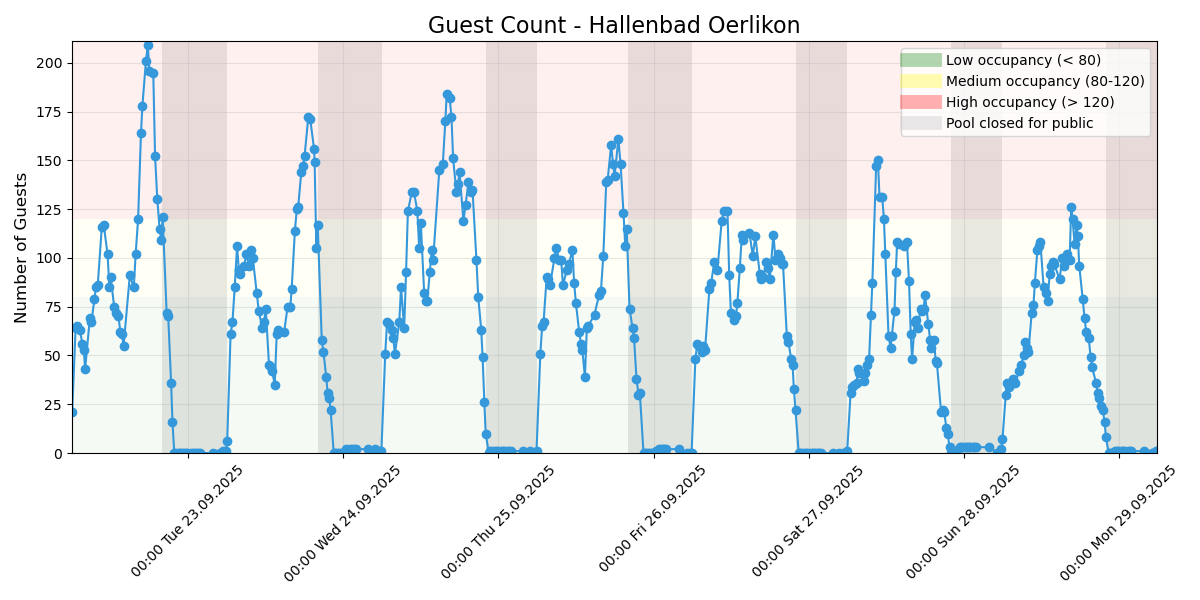 Guest Count - Hallenbad Oerlikon
Number of Guests
200
175
150
125
100
75
50
25
0
Low occupancy (< 80)
Medium occupancy (80-120)
High occupancy (> 120)
Pool closed for public
00:00 Tue 23.09.2025
00:00 Wed 24.09.2025
00:00 Thu 25.09.2025
00:00 Fri 26.09.2025
00:00 Sat 27.09.2025
00:00 Sun 28.09.2025
00:00 Mon 29.09.2025